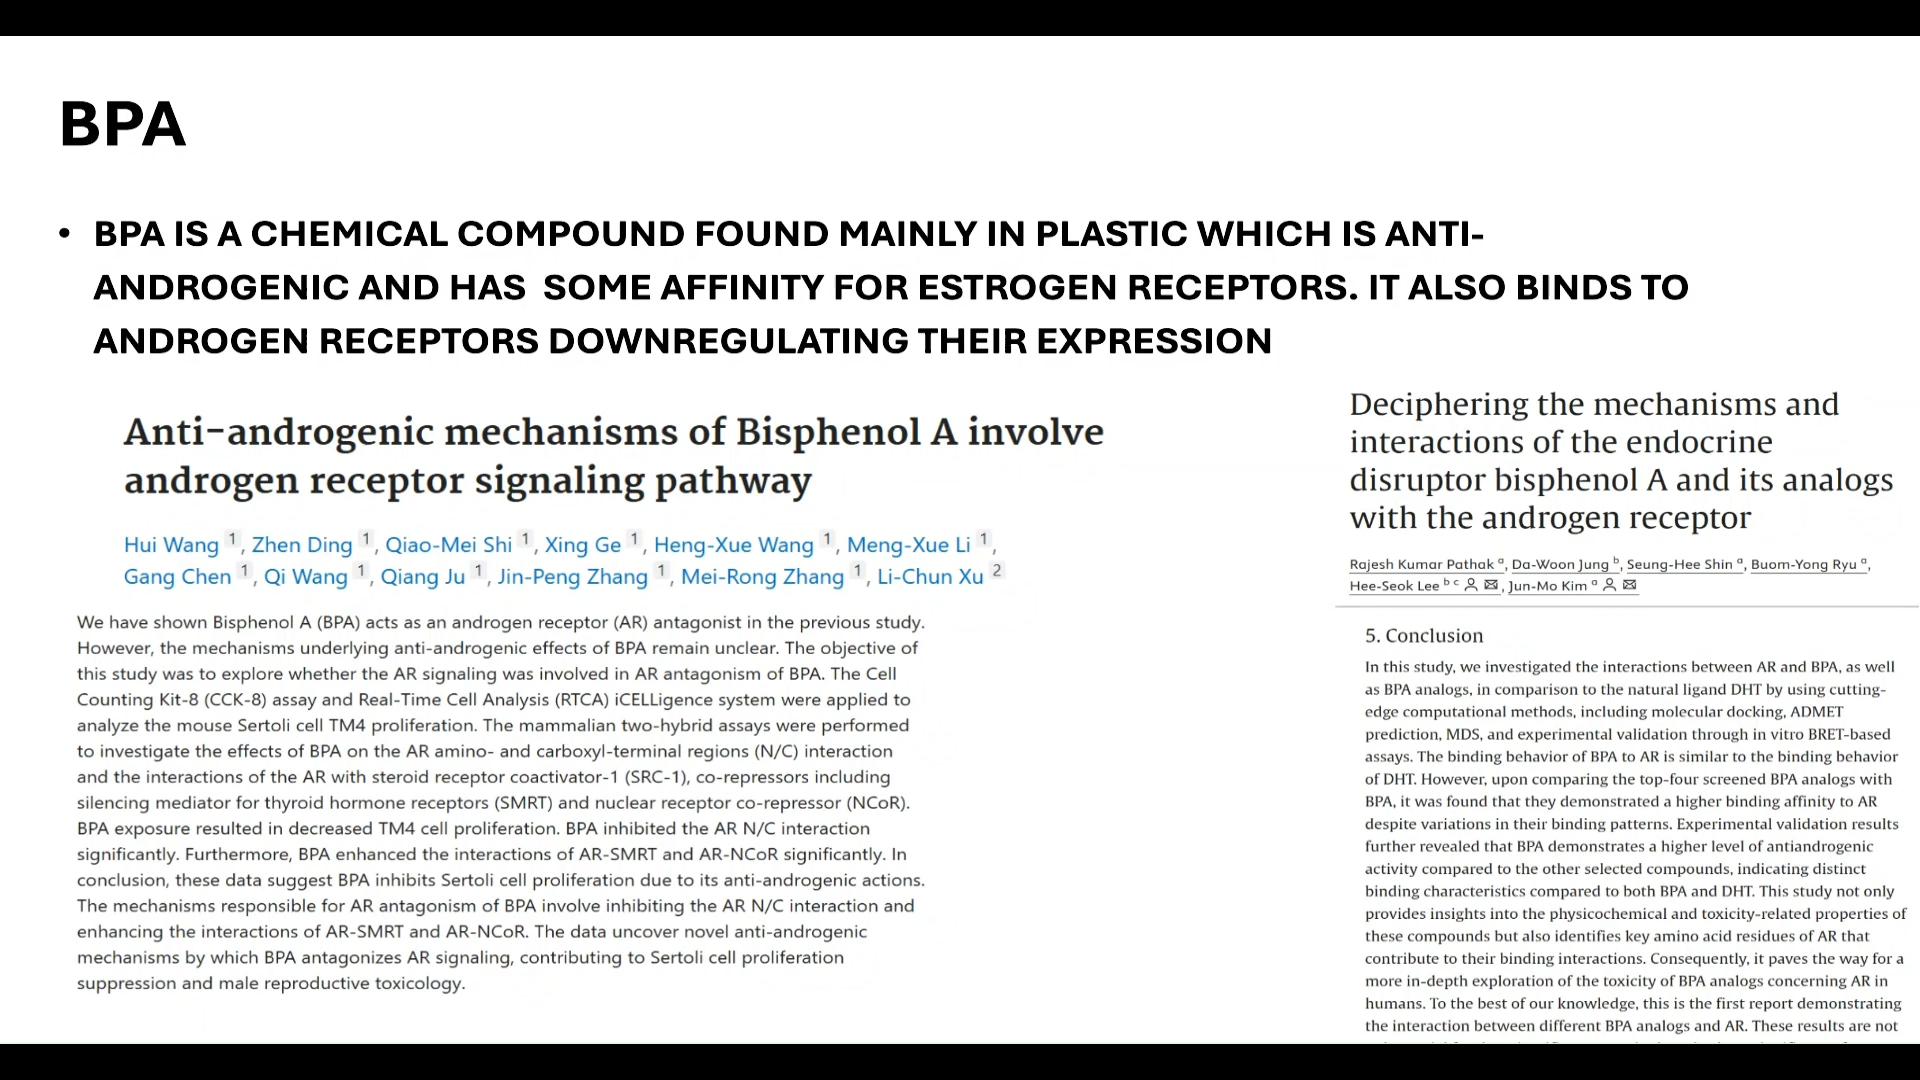 BPA
• BPA IS A CHEMICAL COMPOUND FOUND MAINLY IN PLASTIC WHICH IS ANTI-
ANDROGENIC AND HAS SOME AFFINITY FOR ESTROGEN RECEPTORS. IT ALSO BINDS TO
ANDROGEN RECEPTORS DOWNREGULATING THEIR EXPRESSION
Anti-androgenic mechanisms of Bisphenol A involve
androgen receptor signaling pathway
Hui Wang 1, Zhen Ding 1, Qiao-Mei Shi 1, Xing Ge 1, Heng-Xue Wang 1, Meng-Xue Li 1,
Gang Chen 1, Qi Wang 1, Qiang Ju 1, Jin-Peng Zhang 1, Mei-Rong Zhang 1, Li-Chun Xu 2
We have shown Bisphenol A (BPA) acts as an androgen receptor (AR) antagonist in the previous study.
However, the mechanisms underlying anti-androgenic effects of BPA remain unclear. The objective of
this study was to explore whether the AR signaling was involved in AR antagonism of BPA. The Cell
Counting Kit-8 (CCK-8) assay and Real-Time Cell Analysis (RTCA) iCELLigence system were applied to
analyze the mouse Sertoli cell TM4 proliferation. The mammalian two-hybrid assays were performed
to investigate the effects of BPA on the AR amino- and carboxyl-terminal regions (N/C) interaction
and the interactions of the AR with steroid receptor coactivator-1 (SRC-1), co-repressors including
silencing mediator for thyroid hormone receptors (SMRT) and nuclear receptor co-repressor (NCoR).
BPA exposure resulted in decreased TM4 cell proliferation. BPA inhibited the AR N/C interaction
significantly. Furthermore, BPA enhanced the interactions of AR-SMRT and AR-NCoR significantly. In
conclusion, these data suggest BPA inhibits Sertoli cell proliferation due to its anti-androgenic actions.
The mechanisms responsible for AR antagonism of BPA involve inhibiting the AR N/C interaction and
enhancing the interactions of AR-SMRT and AR-NCoR. The data uncover novel anti-androgenic
mechanisms by which BPA antagonizes AR signaling, contributing to Sertoli cell proliferation
suppression and male reproductive toxicology.
Deciphering the mechanisms and
interactions of the endocrine
disruptor bisphenol A and its analogs
with the androgen receptor
Rajesh Kumar Pathak a, Da-Woon Jung b, Seung-Hee Shin a, Buom-Yong Ryu a,
Hee-Seok Lee b c, Jun-Mo Kim a
5. Conclusion
In this study, we investigated the interactions between AR and BPA, as well
as BPA analogs, in comparison to the natural ligand DHT by using cutting-
edge computational methods, including molecular docking, ADMET
prediction, MDS, and experimental validation through in vitro BRET-based
assays. The binding behavior of BPA to AR is similar to the binding behavior
of DHT. However, upon comparing the top-four screened BPA analogs with
BPA, it was found that they demonstrated a higher binding affinity to AR
despite variations in their binding patterns. Experimental validation results
further revealed that BPA demonstrates a higher level of antiandrogenic
activity compared to the other selected compounds, indicating distinct
binding characteristics compared to both BPA and DHT. This study not only
provides insights into the physicochemical and toxicity-related properties of
these compounds but also identifies key amino acid residues of AR that
contribute to their binding interactions. Consequently, it paves the way for a
more in-depth exploration of the toxicity of BPA analogs concerning AR in
humans. To the best of our knowledge, this is the first report demonstrating
the interaction between different BPA analogs and AR. These results are not